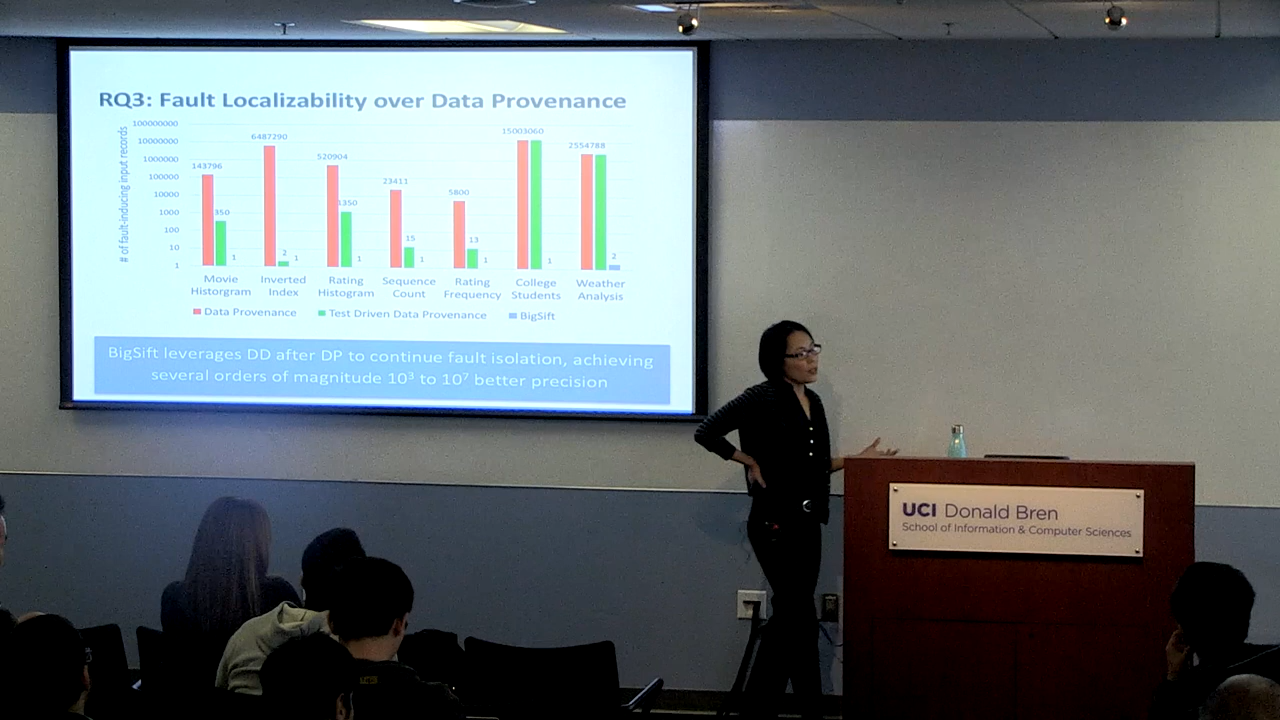 RQ3: Fault Localizability over Data Provenance
# of fault-inducing input records
100000000
10000000
1000000
100000
10000
1000
100
10
1
143796
350
1
6487290
2
1
520904
1350
1
23411
15
1
5800
13
1
15003060
1
2554788
2
Movie Historgram
Inverted Index
Rating Histogram
Sequence Count
Rating Frequency
College Students
Weather Analysis
Data Provenance
Test Driven Data Provenance
BigSift
BigSift leverages DD after DP to continue fault isolation, achieving
several orders of magnitude 10³ to 10⁷ better precision
UCI Donald Bren
School of Information & Computer Sciences